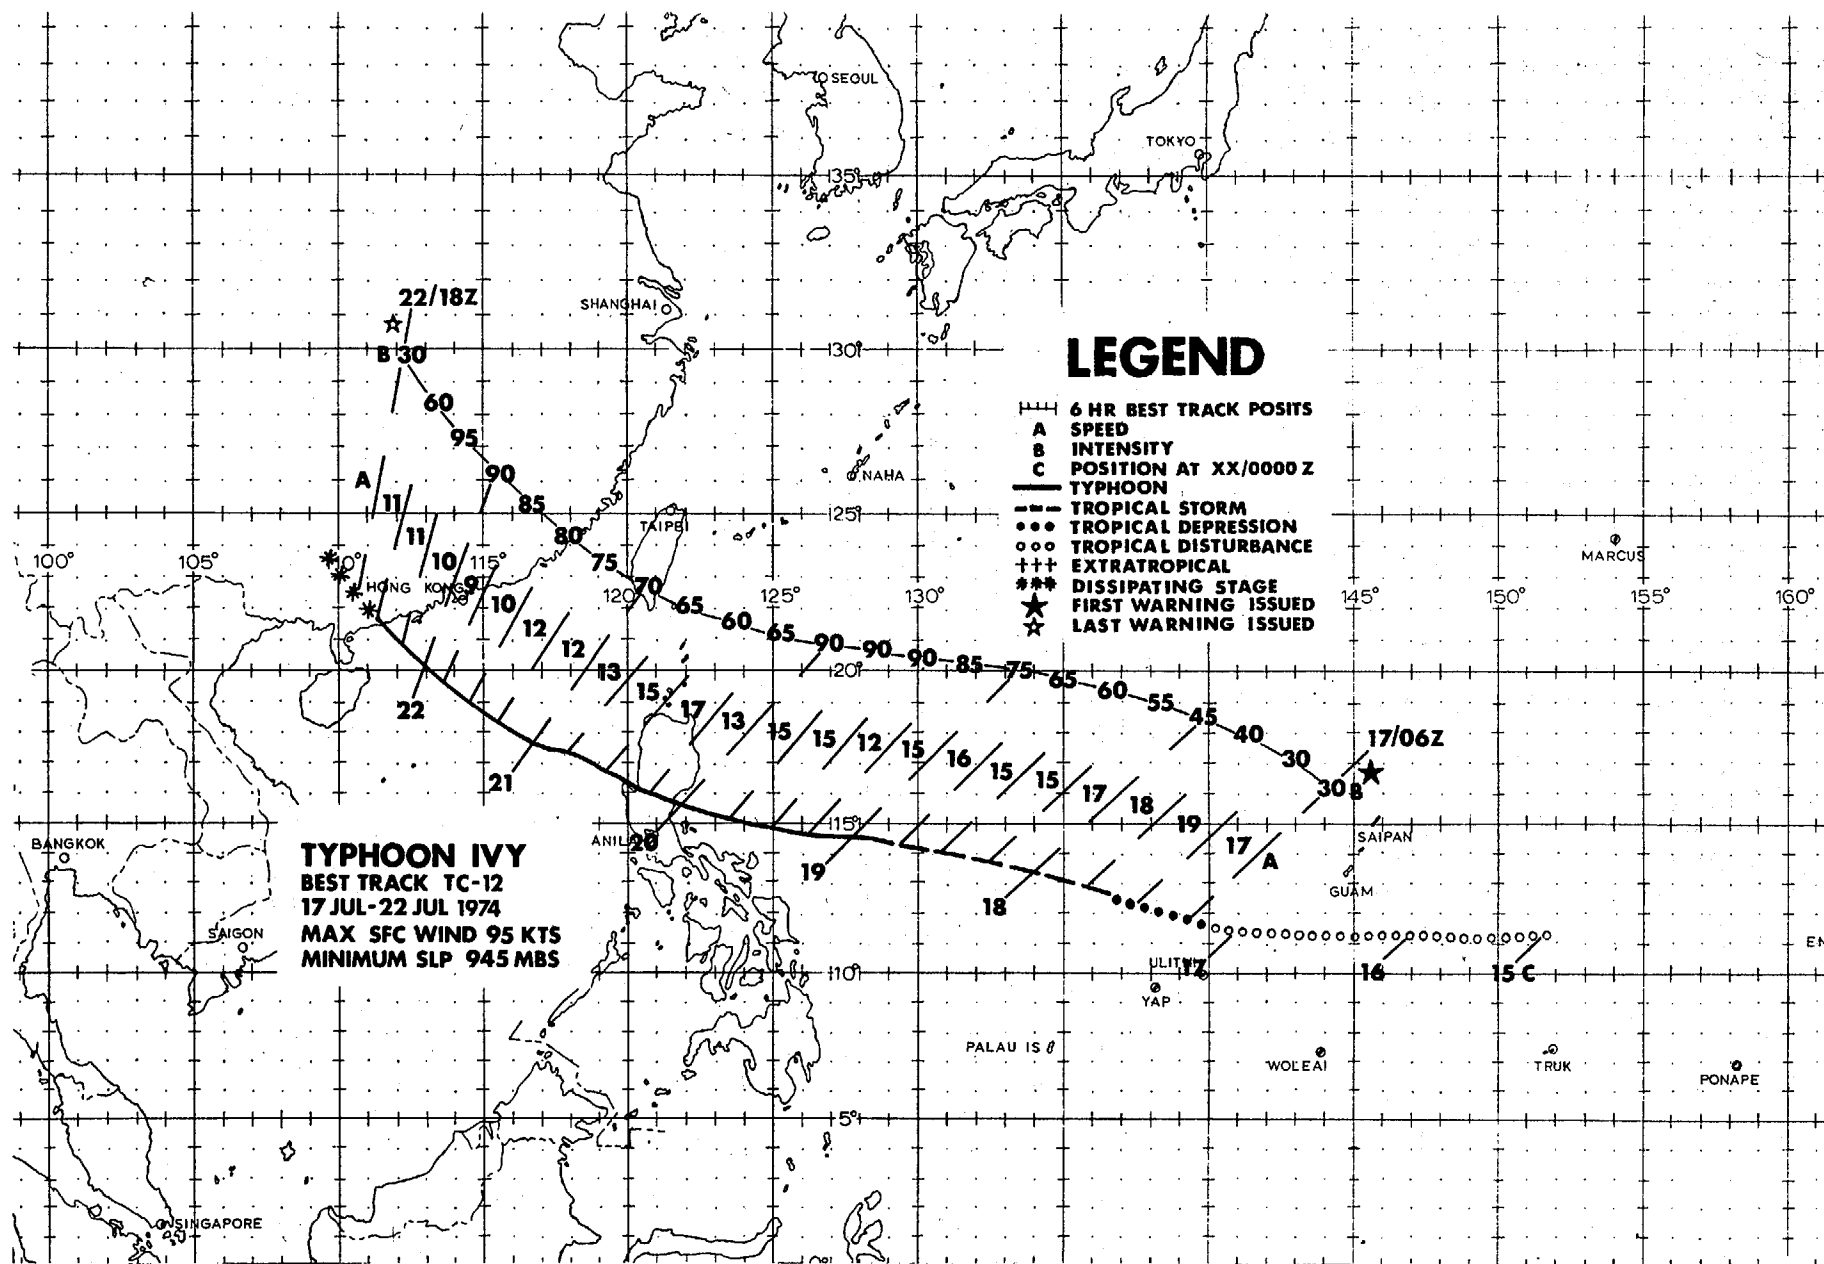 SEOUL
TOKYO
35°
22/18Z
SHANGHAI
B 30
30°
LEGEND
60
6 HR BEST TRACK POSITS
A SPEED
95
B INTENSITY
C POSITION AT XX/0000 Z
90
A
NAHA
TYPHOON
11
85
25°
TROPICAL STORM
TAIPEI
TROPICAL DEPRESSION
11
80
TROPICAL DISTURBANCE
MARCUS
100°
105°
10
115°
75
EXTRATROPICAL
HONG KONG
9
70
DISSIPATING STAGE
120°
125°
130°
145°
150°
155°
160°
10
65
FIRST WARNING ISSUED
12
60
65
LAST WARNING ISSUED
12
90
90
90
85
75
65
60
55
45
40
30
30 B
13
20°
22
15
17
13
15
15
12
15
16
15
15
17
18
19
17
A
17/06Z
21
15°
SAIPAN
BANGKOK
20
19
GUAM
TYPHOON IVY
BEST TRACK TC-12
17 JUL-22 JUL 1974
MAX SFC WIND 95 KTS
MINIMUM SLP 945 MBS
18
SAIGON
10°
17
16
15 C
YAP
PALAU IS
WOLEAI
TRUK
PONAPE
5°
SINGAPORE
0°